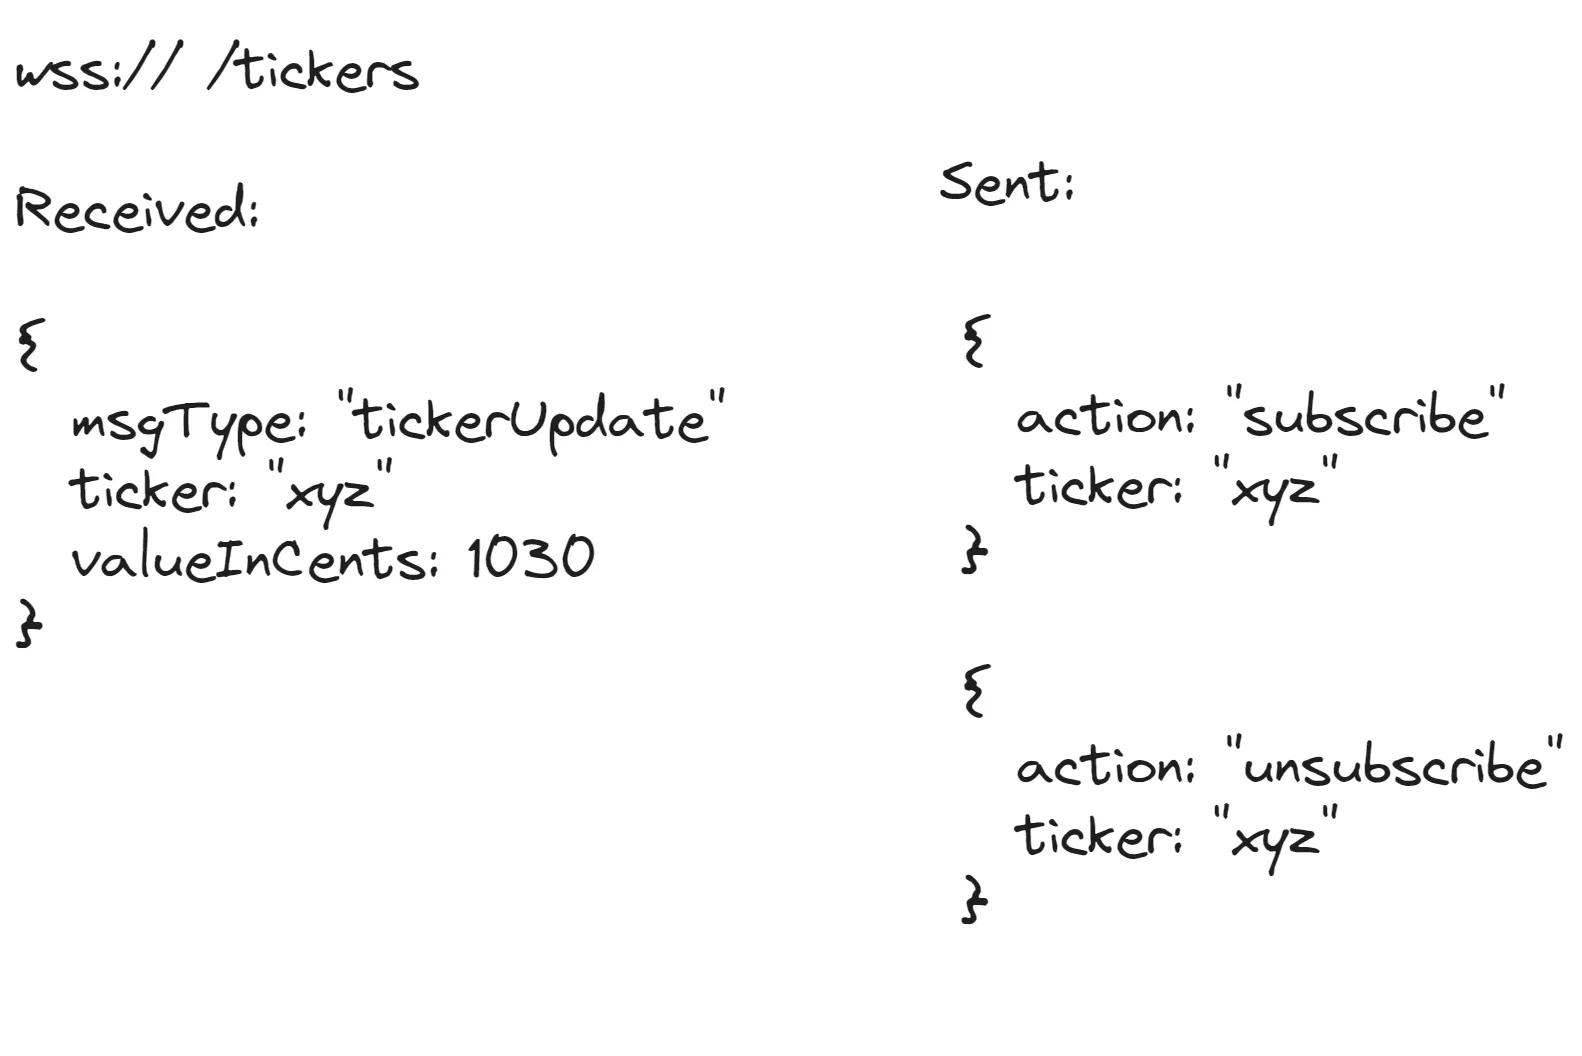 wss:// /tickers
Received:
{
msgType: "tickerUpdate"
ticker: "xyz"
valueInCents: 1030
}
Sent:
{
action: "subscribe"
ticker: "xyz"
}
{
action: "unsubscribe"
ticker: "xyz"
}